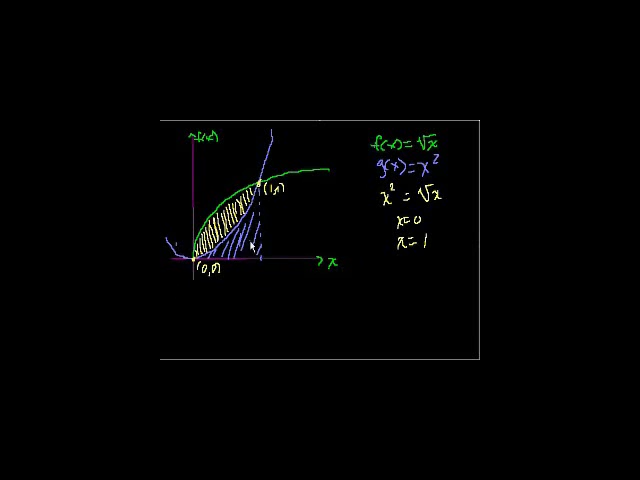 f(x)
f(x) = √x
g(x) = x²
x² = √x
x=0
x=1
(1,1)
(0,0)
x